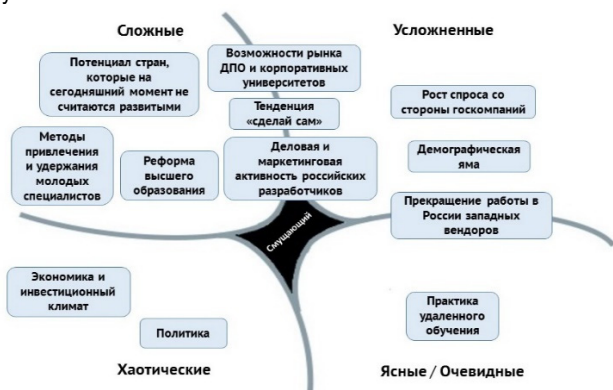 Сложные
Усложненные
Потенциал стран,
которые на
сегодняшний момент не
считаются развитыми
Возможности рынка
ДПО и корпоративных
университетов
Тенденция
«сделай сам»
Рост спроса со
стороны госкомпаний
Методы
привлечения
и удержания
молодых
специалистов
Реформа
высшего
образования
Деловая и
маркетинговая
активность российских
разработчиков
Демографическая
яма
Прекращение работы в
России западных
вендоров
Смущающий
Экономика и
инвестиционный
климат
Политика
Практика
удаленного
обучения
Хаотические
Ясные / Очевидные